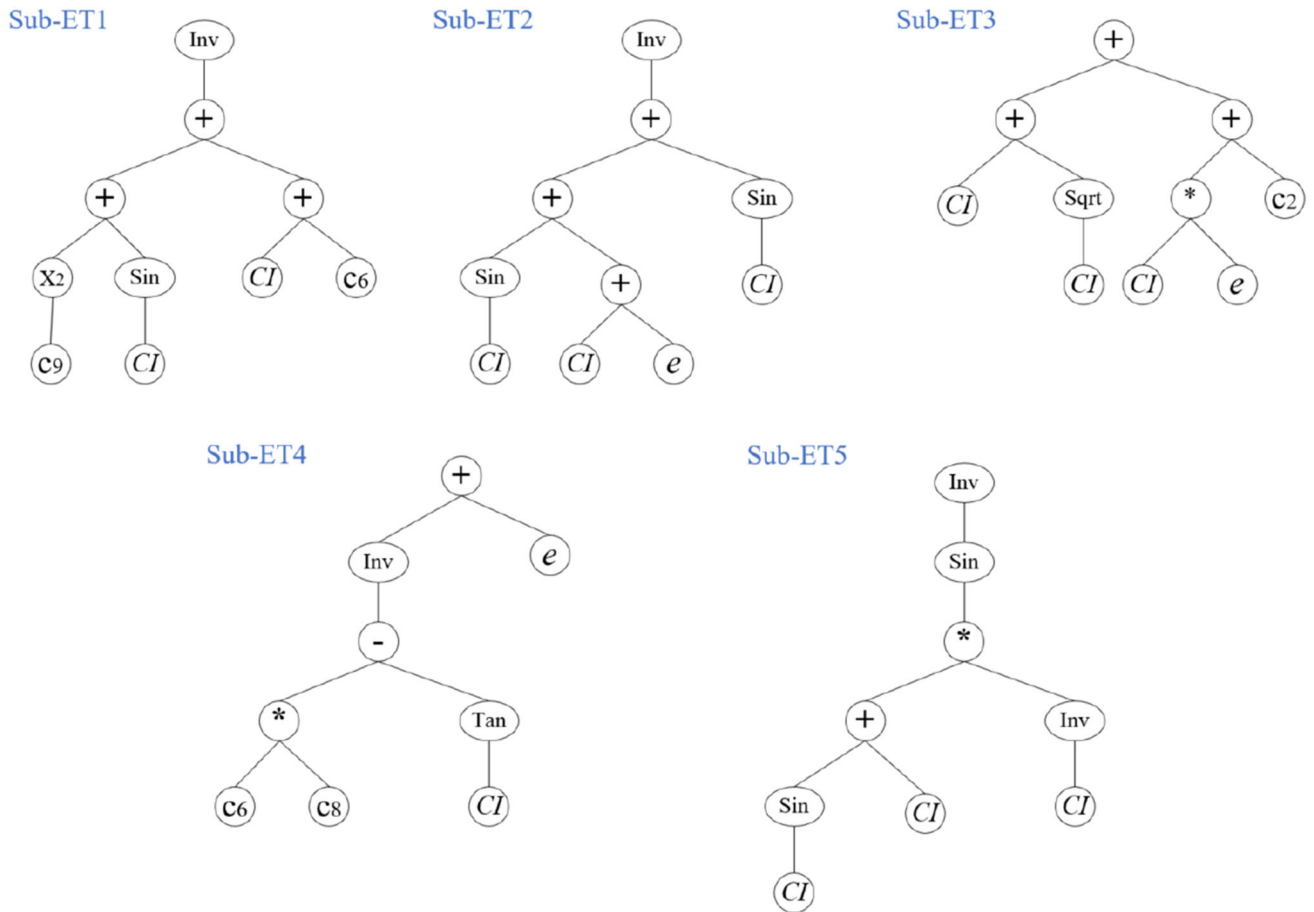 Sub-ET1 Sub-ET2 Sub-ET3
Inv Inv +
+ + + +
+ + + Sin CI Sqrt * c2
X2 Sin CI c6 Sin + CI CI CI e
c9 CI CI CI e
Sub-ET4 Sub-ET5
+ Inv
Inv e Sin
- *
* Tan + Inv
c6 c8 CI Sin CI CI
CI